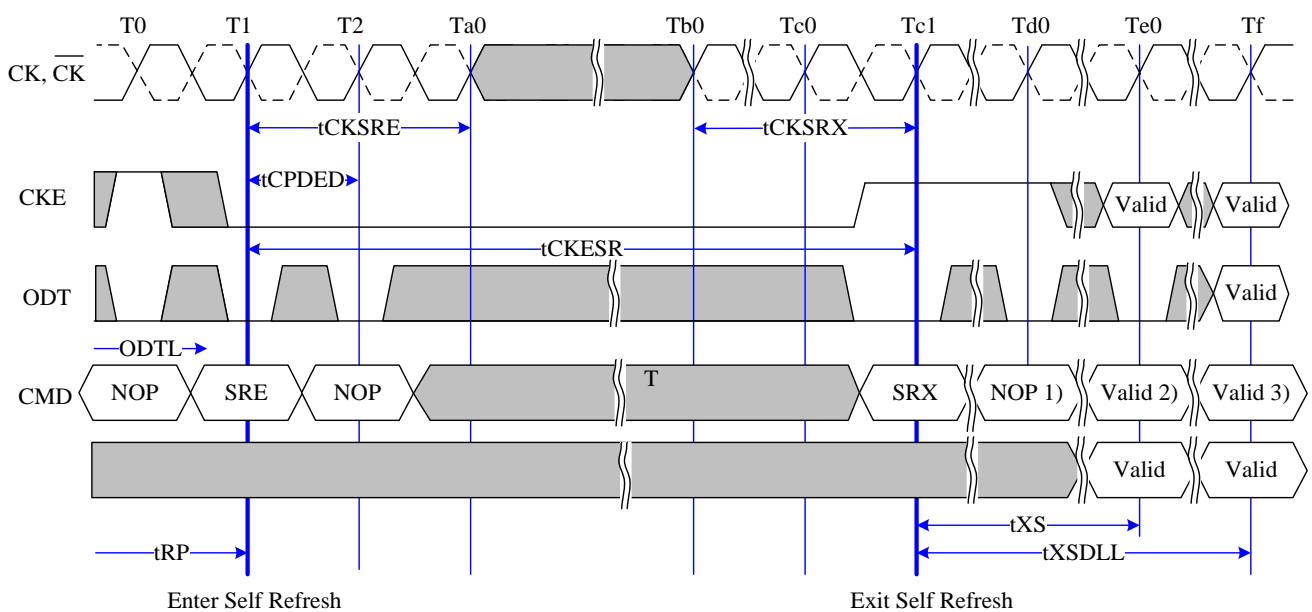 T0 T1 T2 Ta0 Tb0 Tc0 Tc1 Td0 Te0 Tf
CK, CK
tCKSRE tCKSRX
tCPDED
CKE Valid Valid
tCKESR
ODT Valid
ODTL
T
CMD NOP SRE NOP SRX NOP 1) Valid 2) Valid 3)
Valid Valid
tXS
tRP tXSDLL
Enter Self Refresh Exit Self Refresh